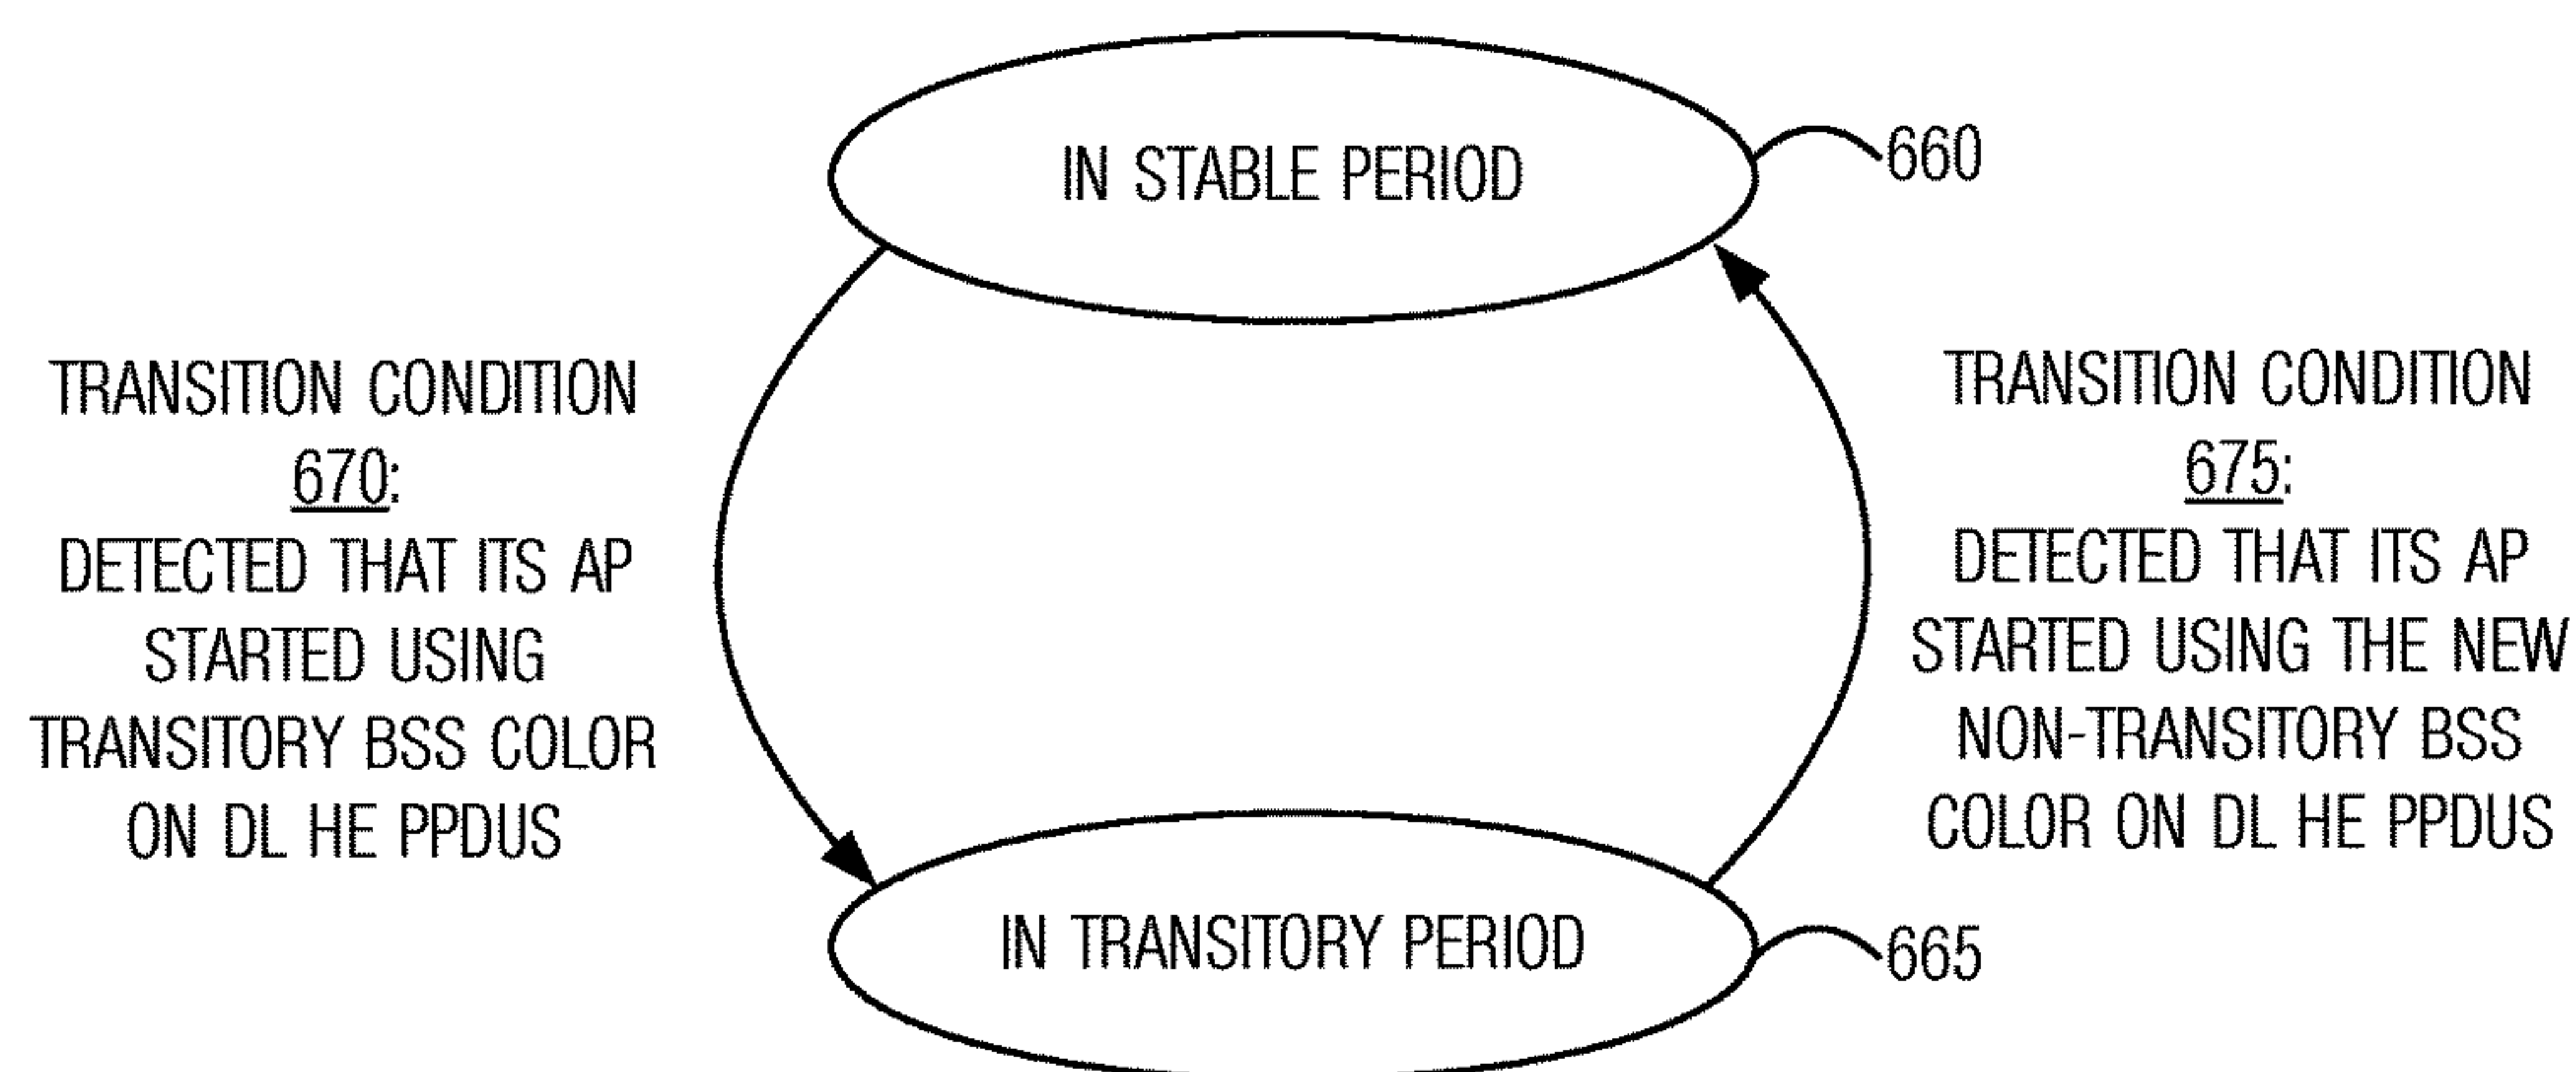 IN STABLE PERIOD
660
TRANSITION CONDITION
670:
DETECTED THAT ITS AP
STARTED USING
TRANSITORY BSS COLOR
ON DL HE PPDUS
TRANSITION CONDITION
675:
DETECTED THAT ITS AP
STARTED USING THE NEW
NON-TRANSITORY BSS
COLOR ON DL HE PPDUS
IN TRANSITORY PERIOD
665